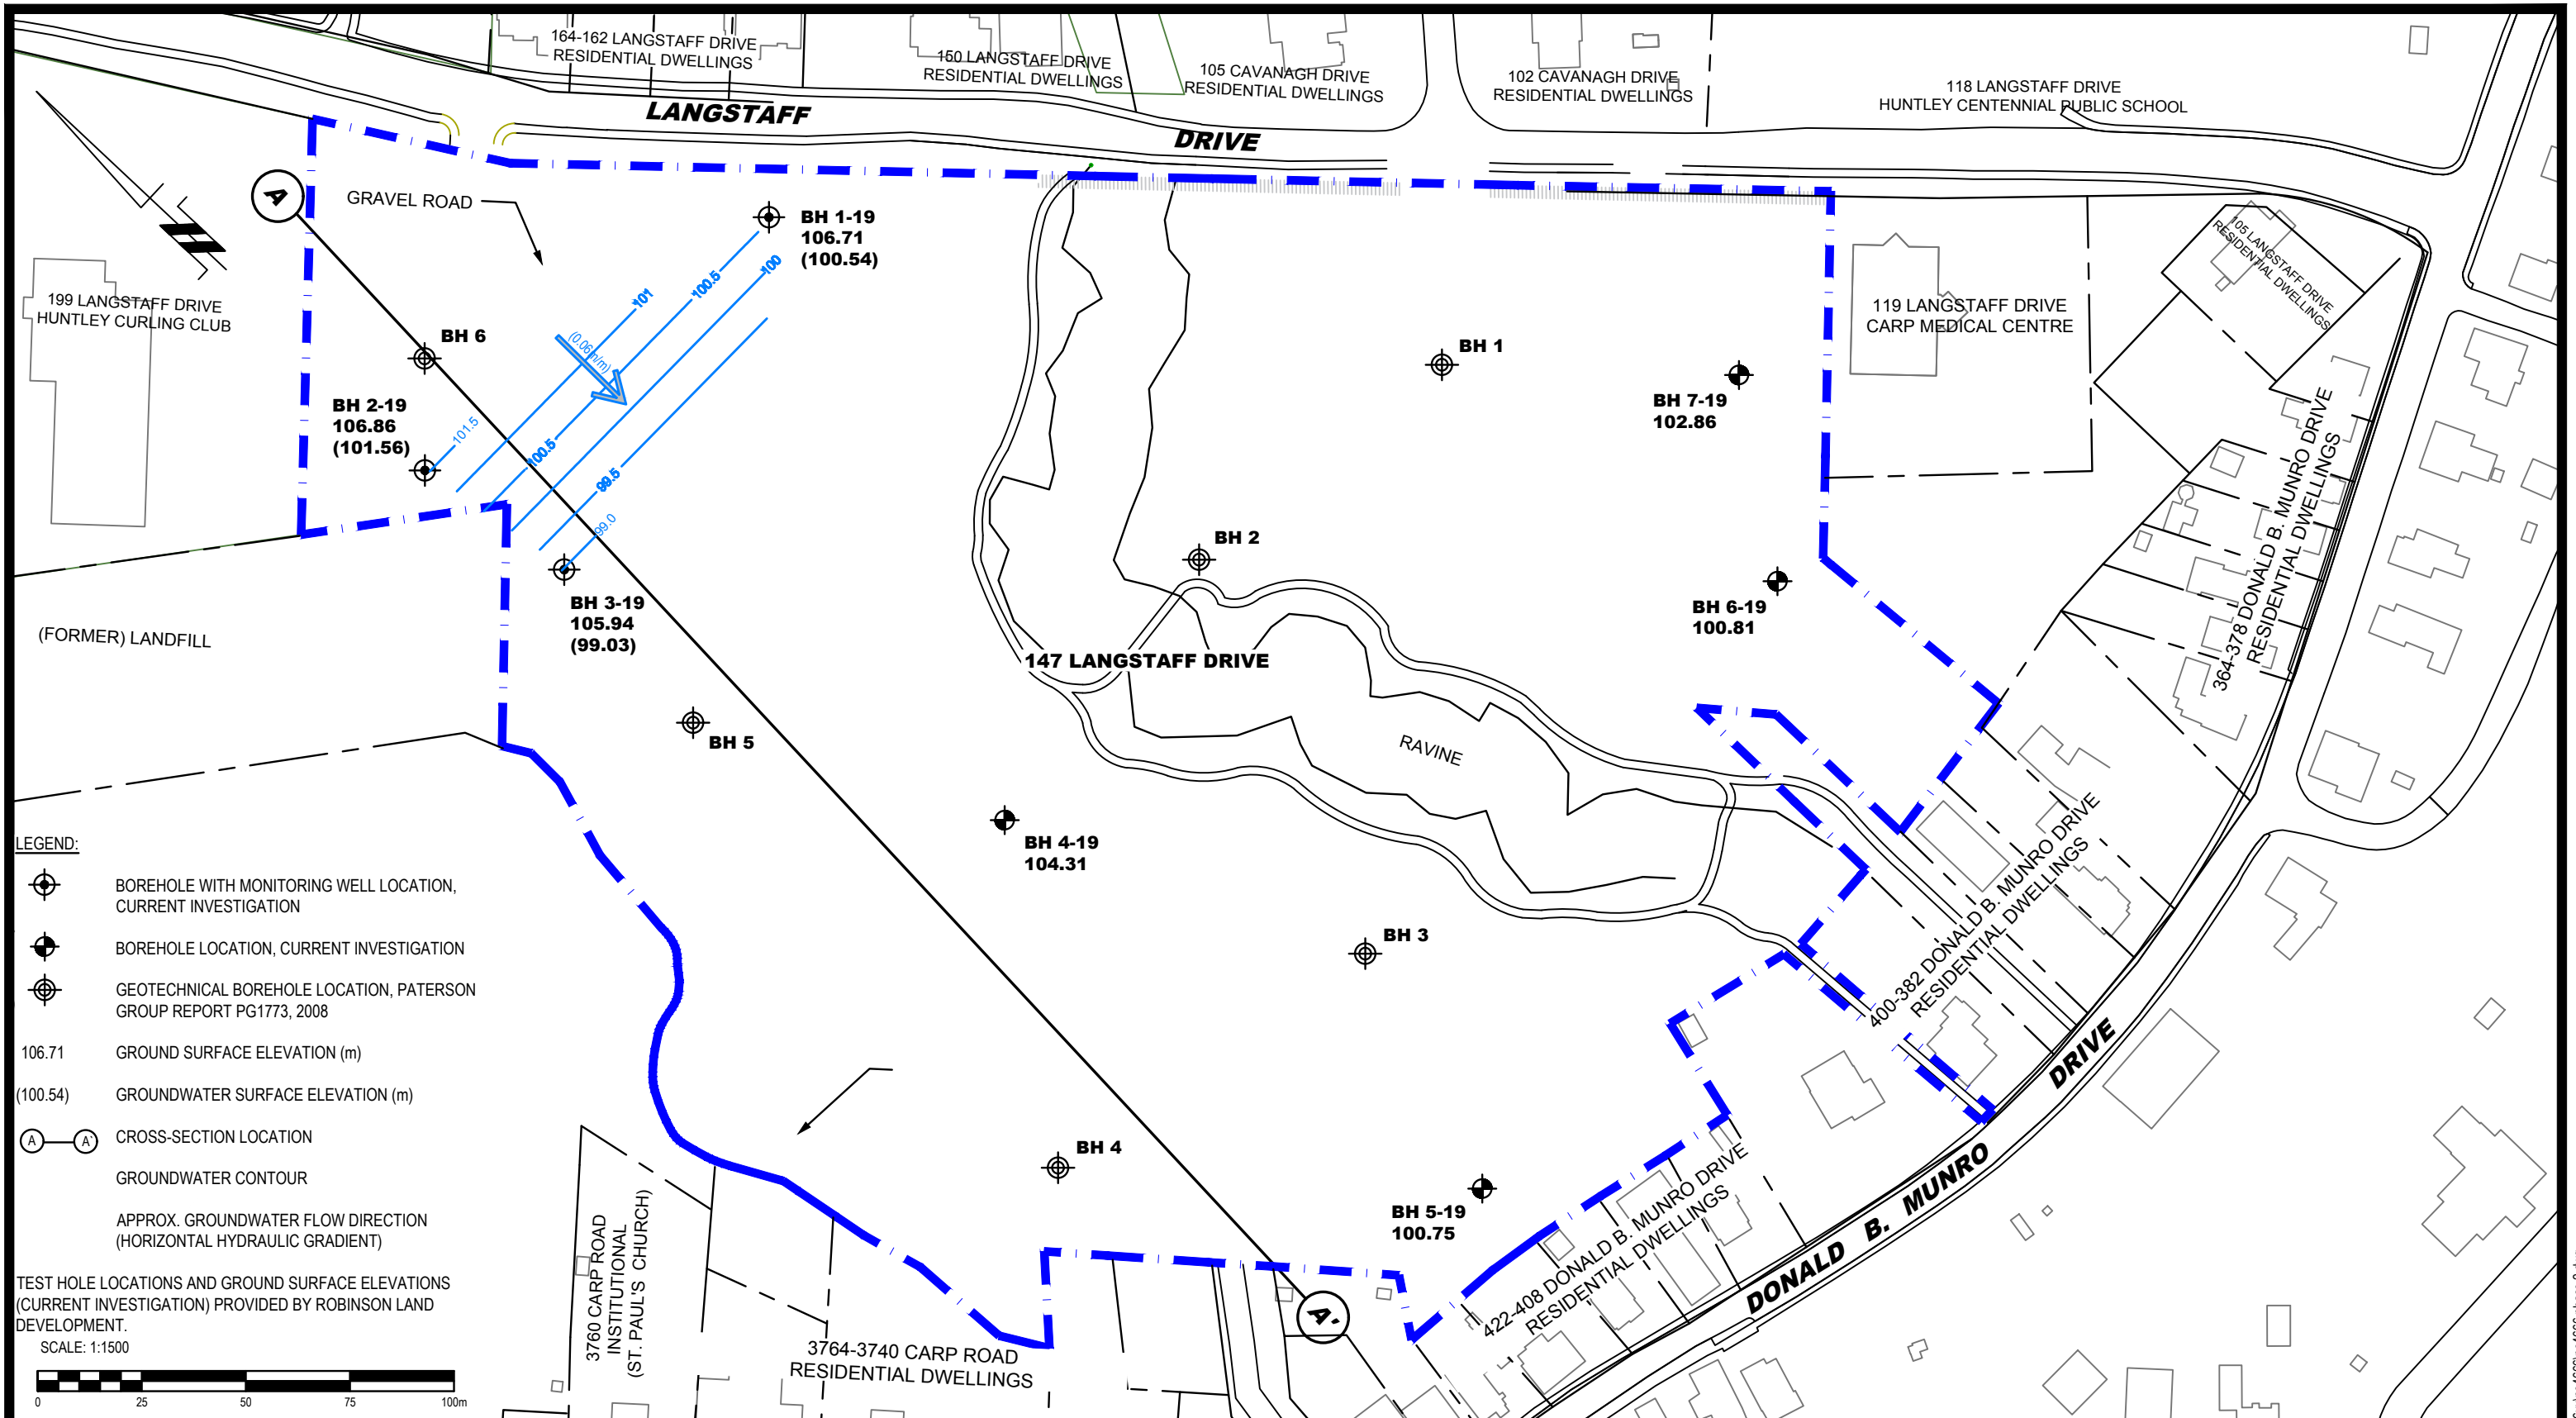 164-162 LANGSTAFF DRIVE
RESIDENTIAL DWELLINGS
150 LANGSTAFF DRIVE
RESIDENTIAL DWELLINGS
105 CAVANAGH DRIVE
RESIDENTIAL DWELLINGS
102 CAVANAGH DRIVE
RESIDENTIAL DWELLINGS
118 LANGSTAFF DRIVE
HUNTLEY CENTENNIAL PUBLIC SCHOOL
LANGSTAFF DRIVE
A
GRAVEL ROAD
BH 1-19
106.71
(100.54)
199 LANGSTAFF DRIVE
HUNTLEY CURLING CLUB
BH 6
101
100.5
100
(0.06m/m)
BH 2-19
106.86
(101.56)
101.5
100.5
99.5
99.0
BH 3-19
105.94
(99.03)
(FORMER) LANDFILL
BH 1
BH 7-19
102.86
119 LANGSTAFF DRIVE
CARP MEDICAL CENTRE
105 LANGSTAFF DRIVE
RESIDENTIAL DWELLINGS
BH 2
BH 6-19
100.81
364-378 DONALD B. MUNRO DRIVE
RESIDENTIAL DWELLINGS
147 LANGSTAFF DRIVE
BH 5
RAVINE
BH 4-19
104.31
BH 3
400-382 DONALD B. MUNRO DRIVE
RESIDENTIAL DWELLINGS
BH 4
BH 5-19
100.75
422-408 DONALD B. MUNRO DRIVE
RESIDENTIAL DWELLINGS
DONALD B. MUNRO DRIVE
A'
3760 CARP ROAD
INSTITUTIONAL
(ST. PAUL'S CHURCH)
3764-3740 CARP ROAD
RESIDENTIAL DWELLINGS
LEGEND:
BOREHOLE WITH MONITORING WELL LOCATION,
CURRENT INVESTIGATION
BOREHOLE LOCATION, CURRENT INVESTIGATION
GEOTECHNICAL BOREHOLE LOCATION, PATERSON
GROUP REPORT PG1773, 2008
106.71 GROUND SURFACE ELEVATION (m)
(100.54) GROUNDWATER SURFACE ELEVATION (m)
A A` CROSS-SECTION LOCATION
GROUNDWATER CONTOUR
APPROX. GROUNDWATER FLOW DIRECTION
(HORIZONTAL HYDRAULIC GRADIENT)
TEST HOLE LOCATIONS AND GROUND SURFACE ELEVATIONS
(CURRENT INVESTIGATION) PROVIDED BY ROBINSON LAND
DEVELOPMENT.
SCALE: 1:1500
0 25 50 75 100m